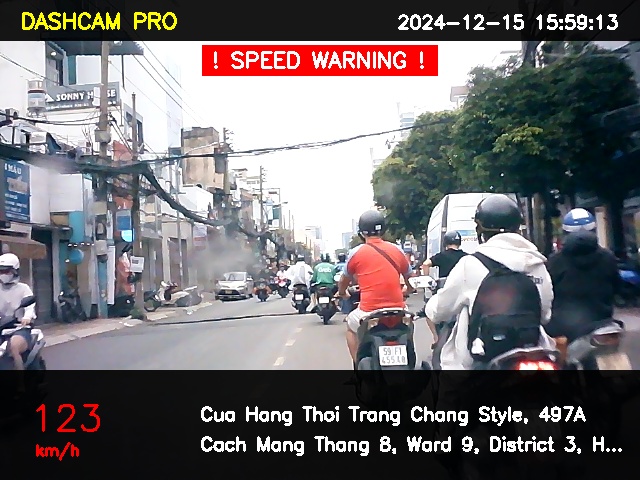 DASHCAM PRO
2024-12-15 15:59:13
! SPEED WARNING !
SONNY HOUSE
59-F1
123
km/h
Cua Hang Thoi Trang Chang Style, 497A
Cach Mang Thang 8, Ward 9, District 3, H...